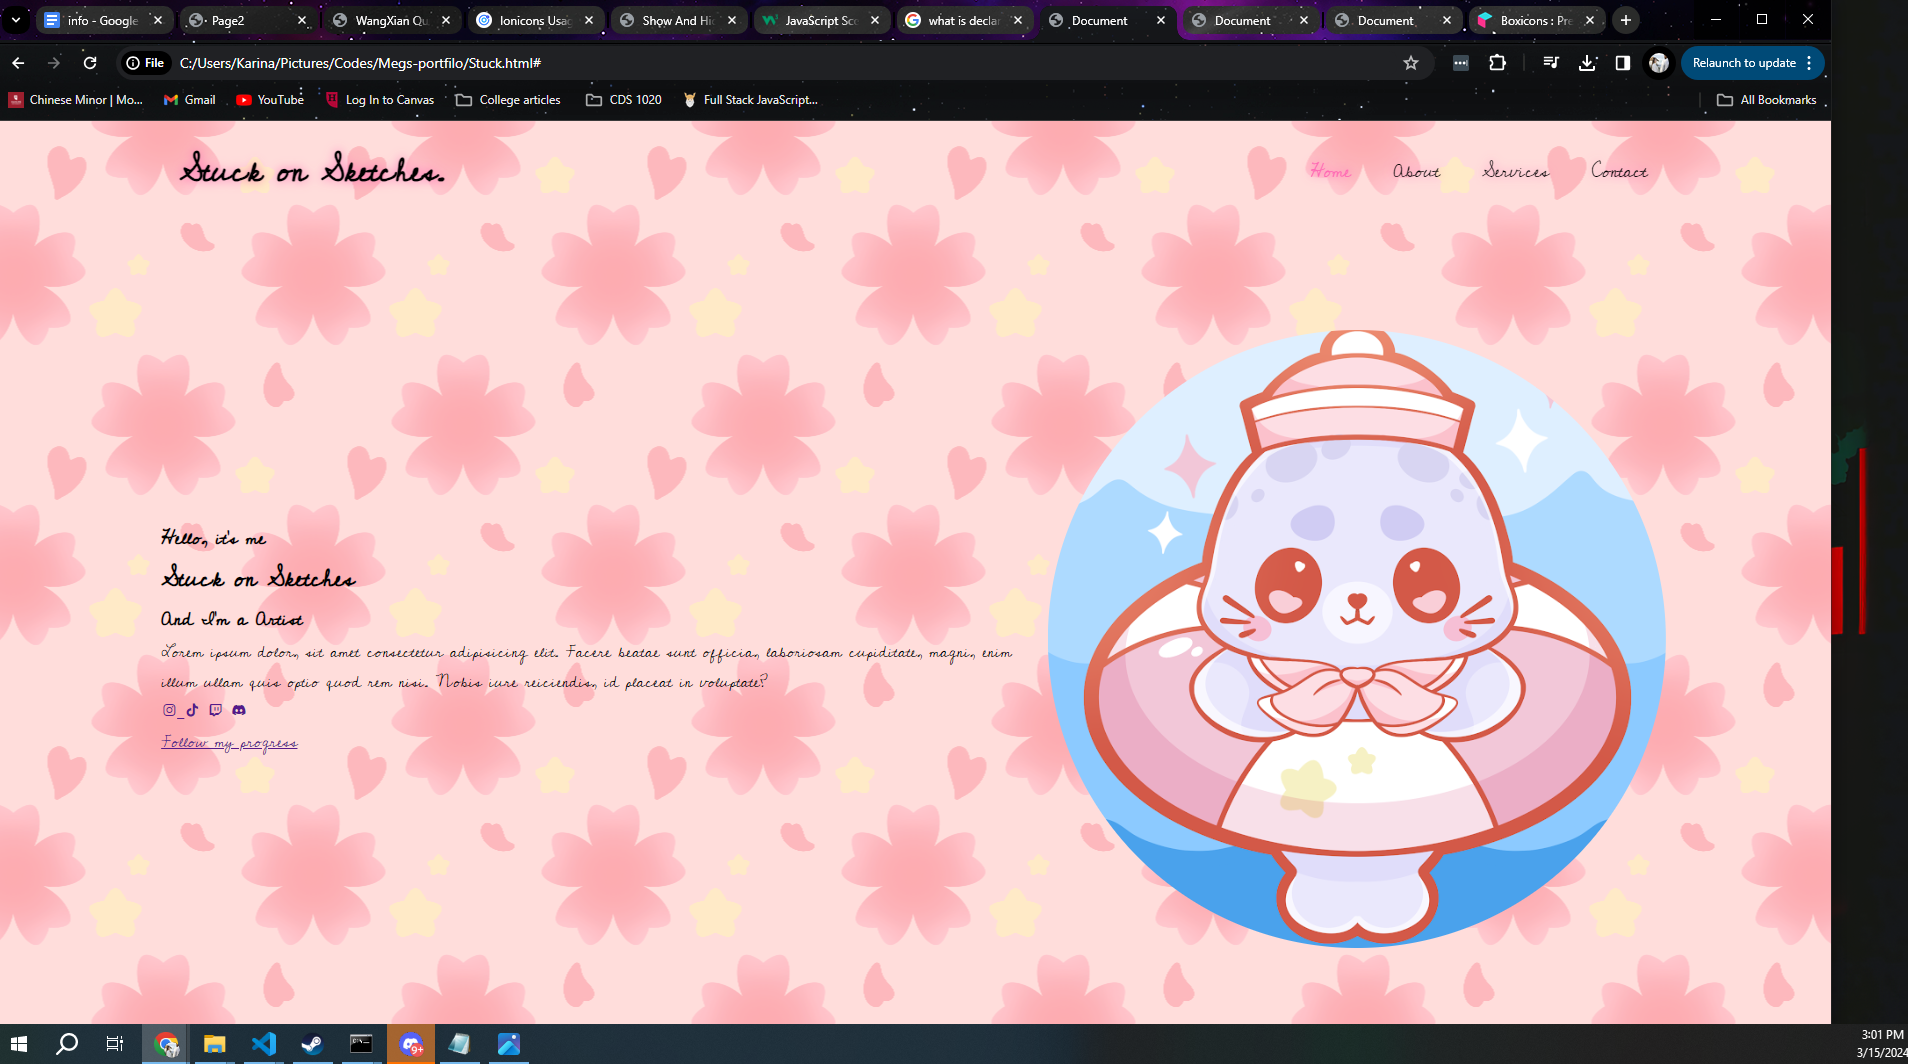 info - Google
Page2
WangXian Qu
Ionicons Usag
Show And Hid
JavaScript Sco
what is declar
Document
Document
Document
Boxicons : Pre
File
C:/Users/Karina/Pictures/Codes/Megs-portfilo/Stuck.html#
Relaunch to update
Chinese Minor | Mo...
Gmail
YouTube
Log In to Canvas
College articles
CDS 1020
Full Stack JavaScript...
All Bookmarks
Stuck on Sketches.
Home
About
Services
Contact
Hello, it's me
Stuck on Sketches
And I'm a Artist
Lorem ipsum dolor, sit amet consectetur adipisicing elit. Facere beatae sunt officia, laboriosam cupiditate, magni, enim
illum ullam quis optio quod rem nisi. Nobis iure reiciendis, id placeat in voluptate?
Follow my progress
9+
3:01 PM
3/15/2024